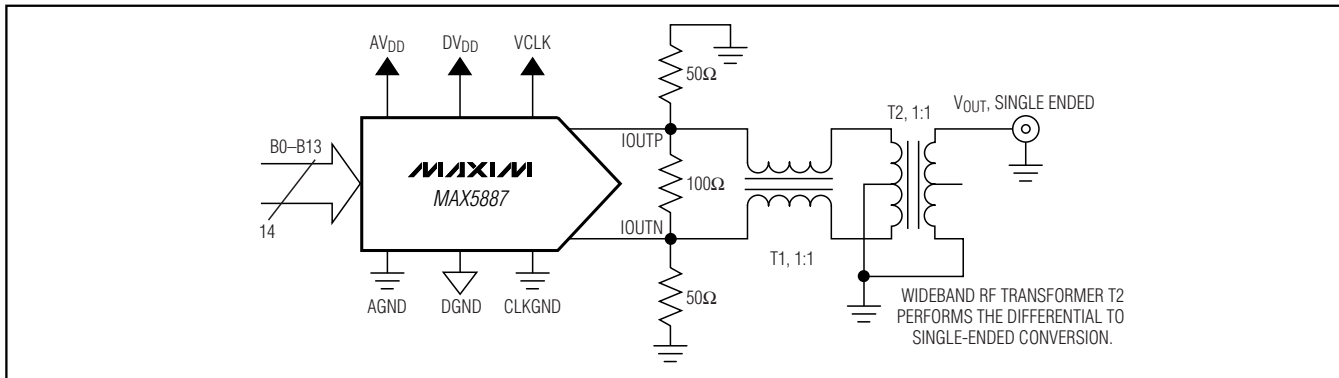 AVDD DVDD VCLK
50Ω
T2, 1:1
VOUT, SINGLE ENDED
B0–B13
IOUTP
MAXIM
MAX5887
100Ω
14
IOUTN
T1, 1:1
AGND DGND CLKGND
50Ω
WIDEBAND RF TRANSFORMER T2
PERFORMS THE DIFFERENTIAL TO
SINGLE-ENDED CONVERSION.